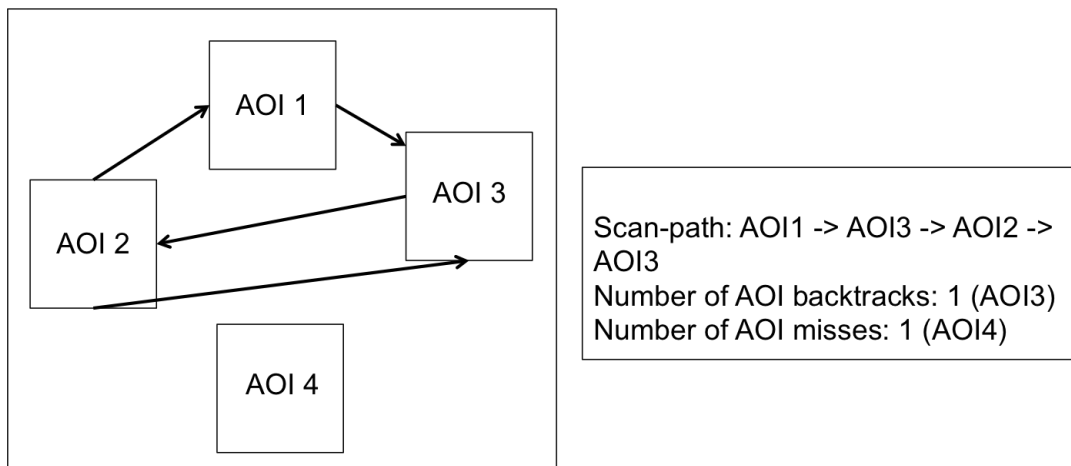 AOI 1
AOI 3
AOI 2
AOI 4
Scan-path: AOI1 -> AOI3 -> AOI2 ->
AOI3
Number of AOI backtracks: 1 (AOI3)
Number of AOI misses: 1 (AOI4)